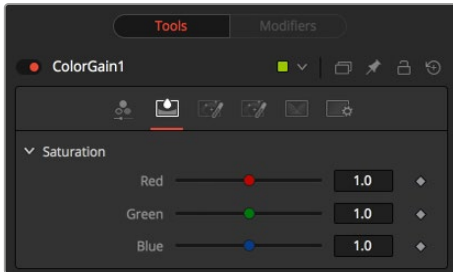 Tools Modifiers
ColorGain1
Saturation
Red 1.0
Green 1.0
Blue 1.0